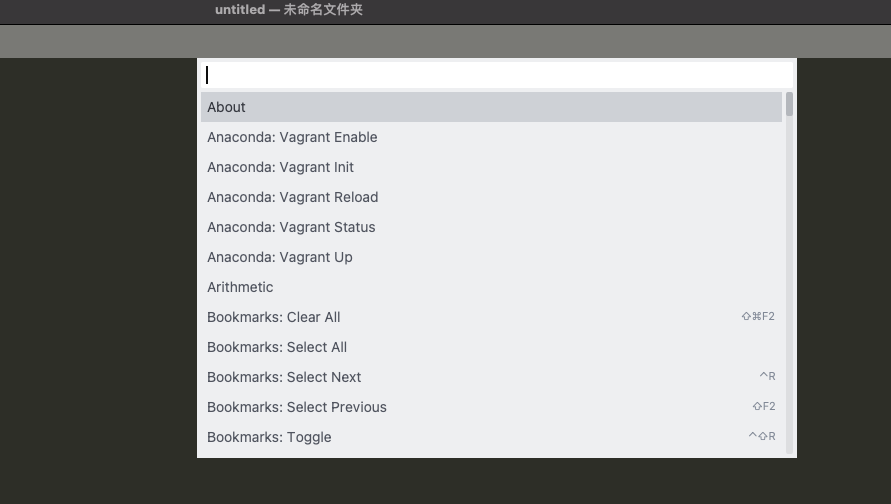 untitled — 未命名文件夹
About
Anaconda: Vagrant Enable
Anaconda: Vagrant Init
Anaconda: Vagrant Reload
Anaconda: Vagrant Status
Anaconda: Vagrant Up
Arithmetic
Bookmarks: Clear All ⇧⌘F2
Bookmarks: Select All
Bookmarks: Select Next ^R
Bookmarks: Select Previous ⇧F2
Bookmarks: Toggle ^⇧R